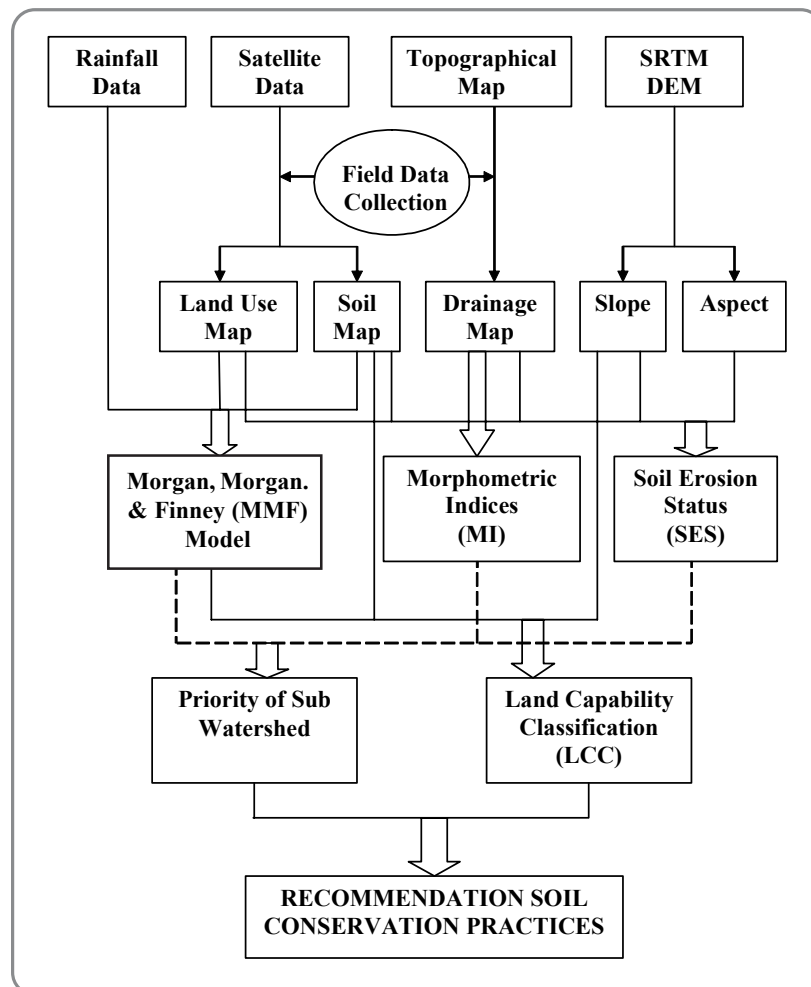 Rainfall
Data
Satellite
Data
Topographical
Map
SRTM
DEM
Field Data
Collection
Land Use
Map
Soil
Map
Drainage
Map
Slope
Aspect
Morgan, Morgan.
& Finney (MMF)
Model
Morphometric
Indices
(MI)
Soil Erosion
Status
(SES)
Priority of Sub
Watershed
Land Capability
Classification
(LCC)
RECOMMENDATION SOIL
CONSERVATION PRACTICES